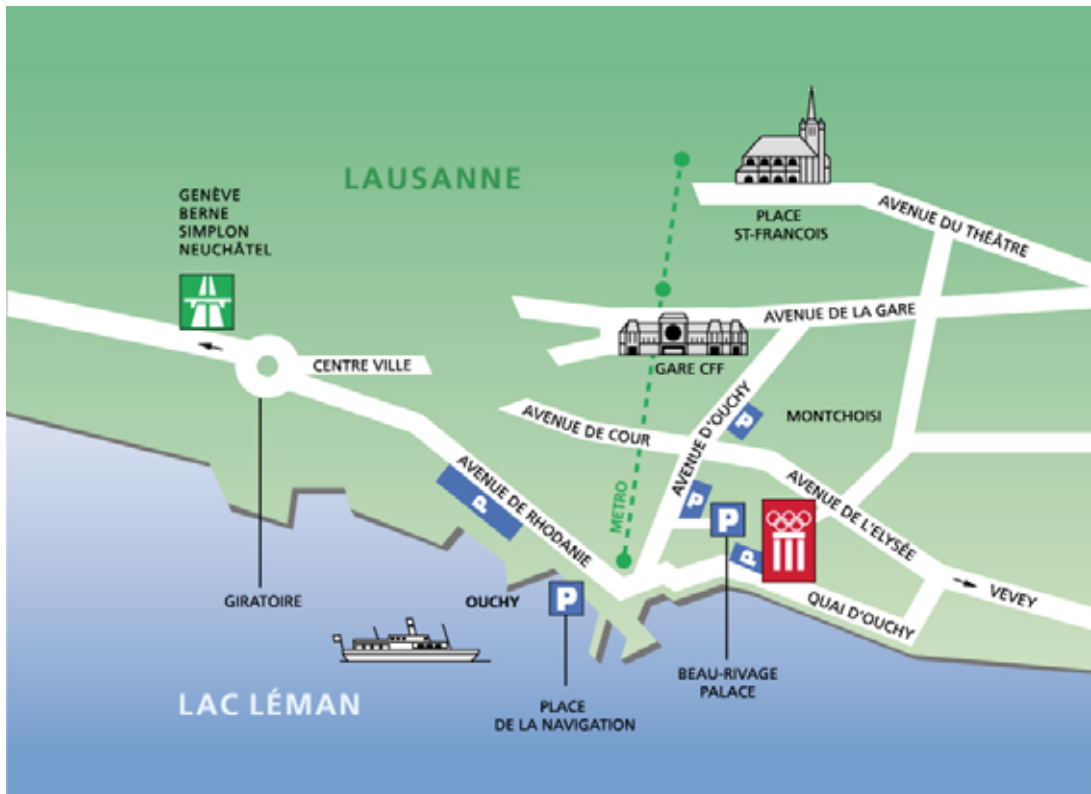 LAUSANNE
GENÈVE
BERNE
SIMPLON
NEUCHÂTEL
PLACE
ST-FRANCOIS
AVENUE DU THÉÂTRE
AVENUE DE LA GARE
GARE CFF
CENTRE VILLE
AVENUE DE COUR
AVENUE D'OUCHY
P
MONTCHOISI
AVENUE DE RHODANIE
P
METRO
P
P
P
AVENUE DE L'ELYSÉE
VEVEY
QUAI D'OUCHY
GIRATOIRE
OUCHY
P
BEAU-RIVAGE
PALACE
LAC LÉMAN
PLACE
DE LA NAVIGATION